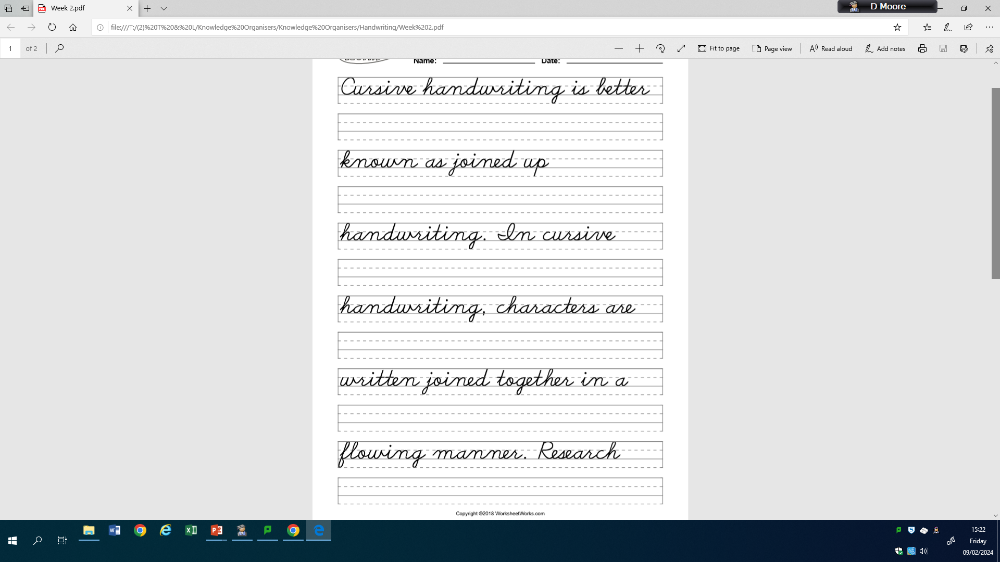 Week 2.pdf
D Moore
file:///T:/(2)%20T%20&%20L/Knowledge%20Organisers/Knowledge%20Organisers/Handwriting/Week%202.pdf
1 of 2 Fit to page Page view Read aloud Add notes
Name: Date:
Cursive handwriting is better
known as joined up
handwriting. In cursive
handwriting, characters are
written joined together in a
flowing manner. Research
Copyright ©2018 WorksheetWorks.com
15:22
Friday
09/02/2024